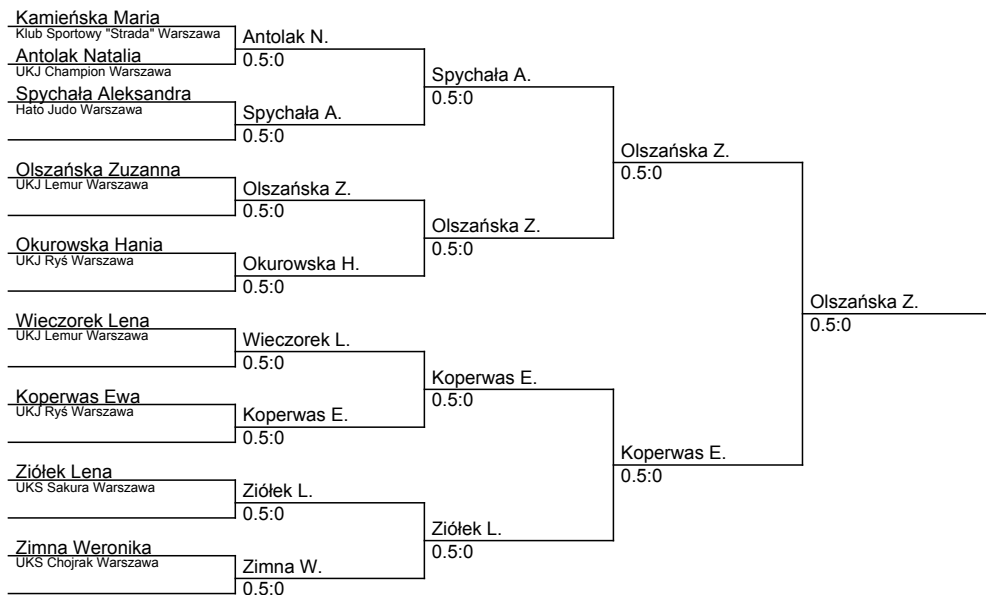 Kamieńska Maria
Klub Sportowy "Strada" Warszawa
Antolak Natalia
UKJ Champion Warszawa
Spychała Aleksandra
Hato Judo Warszawa
Olszańska Zuzanna
UKJ Lemur Warszawa
Okurowska Hania
UKJ Ryś Warszawa
Wieczorek Lena
UKJ Lemur Warszawa
Koperwas Ewa
UKJ Ryś Warszawa
Ziółek Lena
UKS Sakura Warszawa
Zimna Weronika
UKS Chojrak Warszawa
Antolak N.
0.5:0
Spychała A.
0.5:0
Olszańska Z.
0.5:0
Okurowska H.
0.5:0
Wieczorek L.
0.5:0
Koperwas E.
0.5:0
Ziółek L.
0.5:0
Zimna W.
0.5:0
Spychała A.
0.5:0
Olszańska Z.
0.5:0
Koperwas E.
0.5:0
Ziółek L.
0.5:0
Olszańska Z.
0.5:0
Koperwas E.
0.5:0
Olszańska Z.
0.5:0